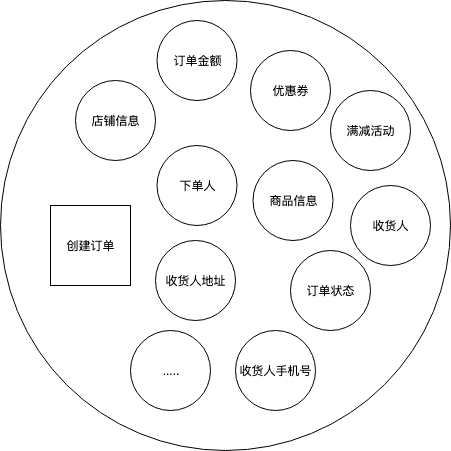 订单金额
优惠券
店铺信息
满减活动
下单人
商品信息
收货人
创建订单
收货人地址
订单状态
.....
收货人手机号